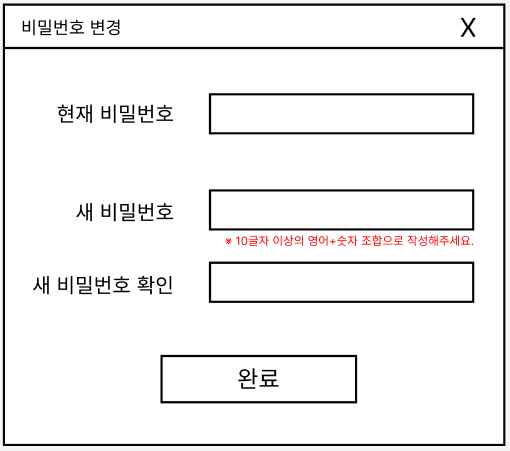 비밀번호 변경 X
현재 비밀번호
새 비밀번호
※ 10글자 이상의 영어+숫자 조합으로 작성해주세요.
새 비밀번호 확인
완료